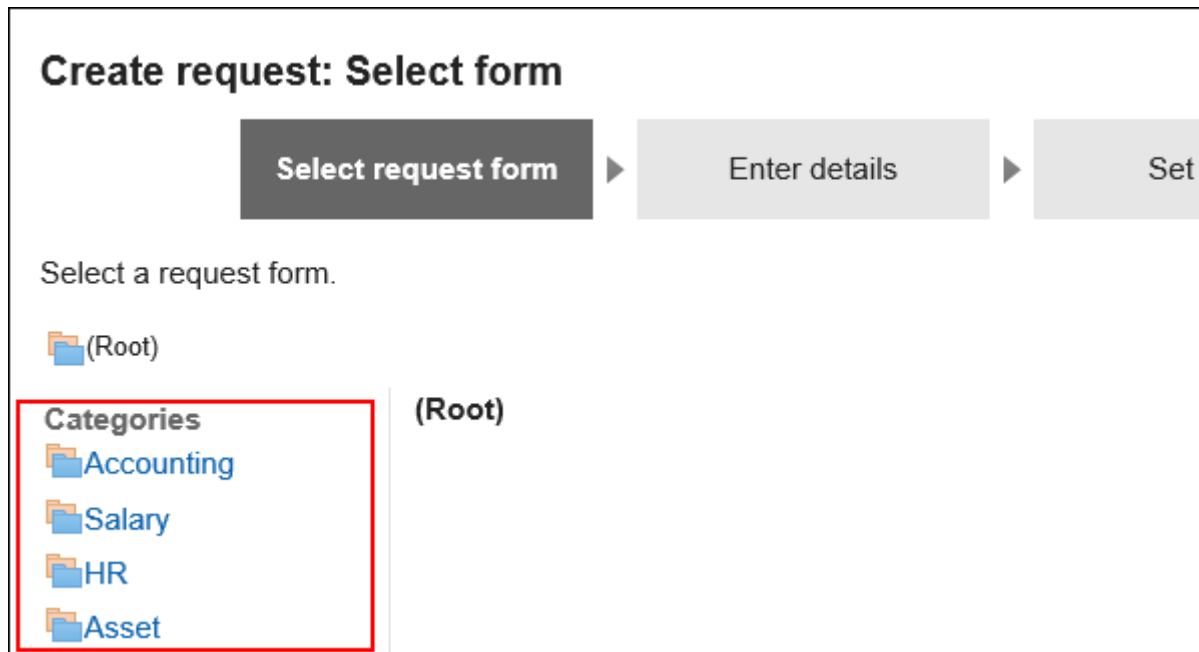 Create request: Select form
Select request form Enter details Set
Select a request form.
(Root)
Categories
(Root)
Accounting
Salary
HR
Asset